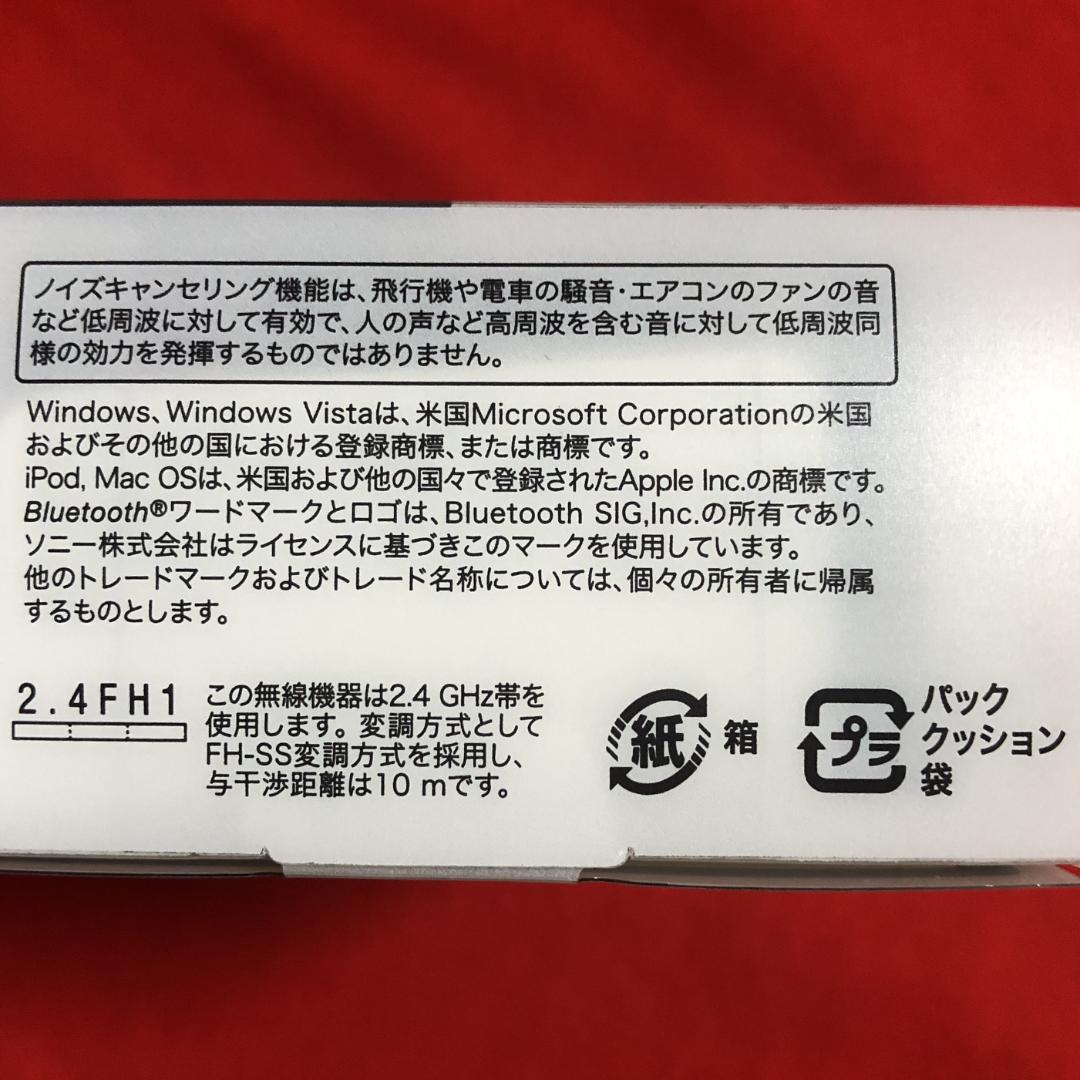 ノイズキャンセリング機能は、飛行機や電車の騒音・エアコンのファンの音
など低周波に対して有効で、人の声など高周波を含む音に対して低周波同
様の効力を発揮するものではありません。
Windows、Windows Vistaは、米国Microsoft Corporationの米国
およびその他の国における登録商標、または商標です。
iPod, Mac OSは、米国および他の国々で登録されたApple Inc.の商標です。
Bluetooth®ワードマークとロゴは、Bluetooth SIG,Inc.の所有であり、
ソニー株式会社はライセンスに基づきこのマークを使用しています。
他のトレードマークおよびトレード名称については、個々の所有者に帰属
するものとします。
2.4FH1
この無線機器は2.4 GHz帯を
使用します。変調方式として
FH-SS変調方式を採用し、
与干渉距離は10 mです。
紙
箱
プラ
パック
クッション
袋